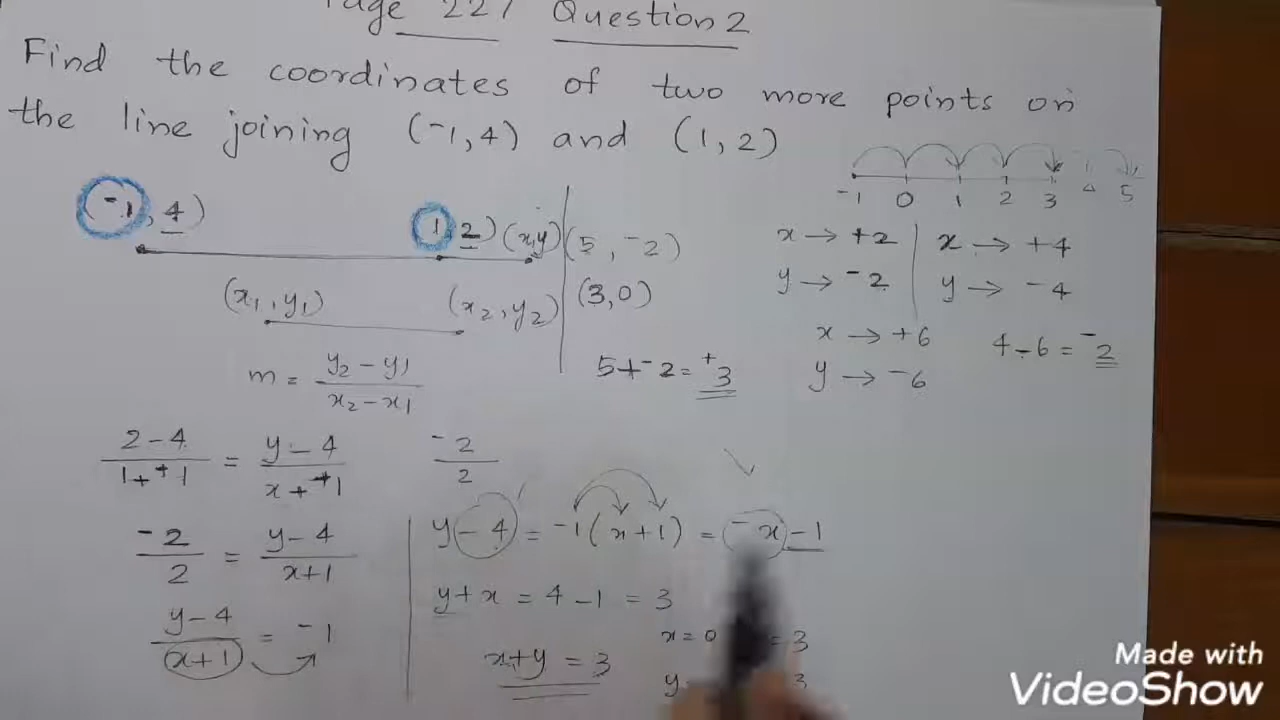 Page 227 Question 2
Find the coordinates of two more points on
the line joining (-1, 4) and (1, 2)
-1 0 1 2 3 4 5
(-1, 4) 1, 2) (x,y) (5, -2)
(x1, y1) (x2, y2) (3,0)
x → +2 x → +4
y → -2 y → -4
x → +6 4-6 = -2
y → -6
m = y2 - y1 / x2 - x1
5+-2 = +3
2-4 / 1++1 = y-4 / x++1
-2 / 2
-2 / 2 = y-4 / x+1
y-4 / x+1 = -1
y-4 = -1(x+1) = -x-1
y+x = 4-1 = 3
x+y = 3
x=0 = 3
y 3
Made with
VideoShow